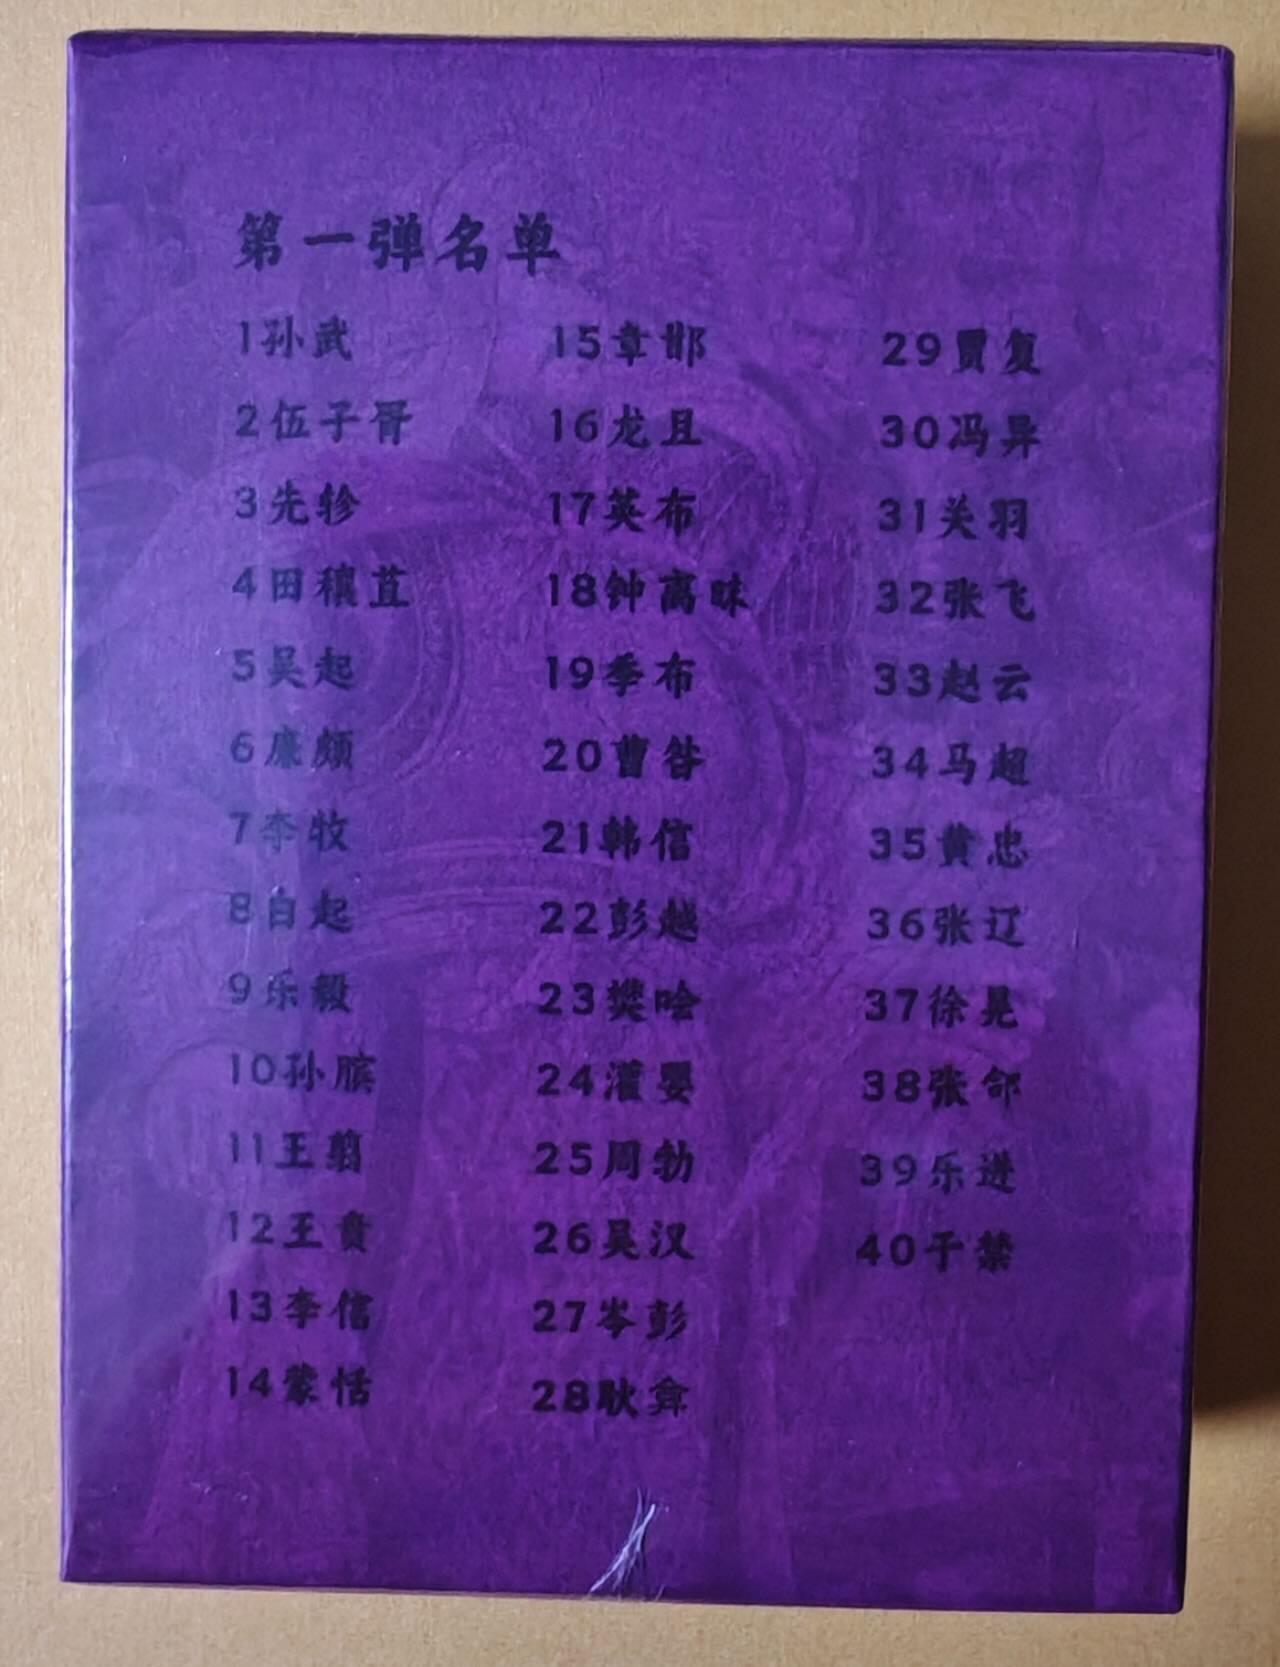 第一弹名单
1孙武
2伍子胥
3先轸
4田穰苴
5吴起
6廉颇
7李牧
8白起
9乐毅
10孙膑
11王翦
12王贲
13李信
14蒙恬
15章邯
16龙且
17英布
18钟离眛
19季布
20曹咎
21韩信
22彭越
23樊哙
24灌婴
25周勃
26吴汉
27岑彭
28耿弇
29贾复
30冯异
31关羽
32张飞
33赵云
34马超
35黄忠
36张辽
37徐晃
38张郃
39乐进
40于禁